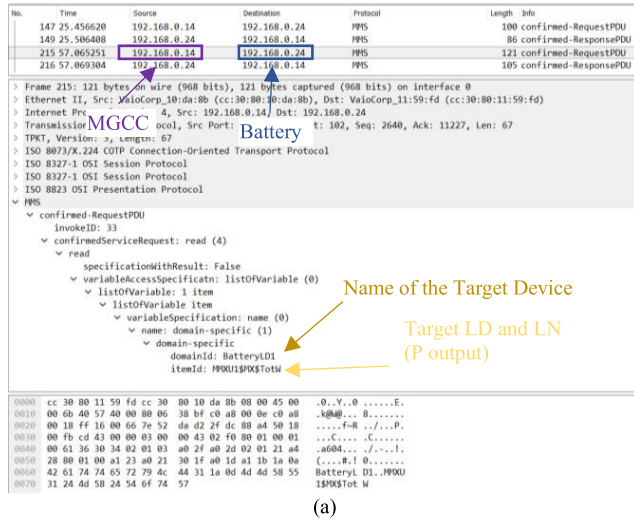 No. Time Source Destination Protocol Length Info
147 25.456620 192.168.0.14 192.168.0.24 MMS 100 confirmed-RequestPDU
149 25.506408 192.168.0.24 192.168.0.14 MMS 86 confirmed-ResponsePDU
215 57.065251 192.168.0.14 192.168.0.24 MMS 121 confirmed-RequestPDU
216 57.069304 192.168.0.24 192.168.0.14 MMS 105 confirmed-ResponsePDU
> Frame 215: 121 bytes on wire (968 bits), 121 bytes captured (968 bits) on interface 0
> Ethernet II, Src: VaioCorp_10:da:8b (cc:30:80:10:da:8b), Dst: VaioCorp_11:59:fd (cc:30:80:11:59:fd)
> Internet Pro 4, Src: 192.168.0.14, Dst: 192.168.0.24
MGCC
Battery
> Transmission ocol, Src Port: t: 102, Seq: 2640, Ack: 11227, Len: 67
> TPKT, Version: 3, Length: 67
> ISO 8073/X.224 COTP Connection-Oriented Transport Protocol
> ISO 8327-1 OSI Session Protocol
> ISO 8327-1 OSI Session Protocol
> ISO 8823 OSI Presentation Protocol
MMS
confirmed-RequestPDU
invokeID: 33
confirmedServiceRequest: read (4)
read
specificationWithResult: False
variableAccessSpecificatn: listOfVariable (0)
listOfVariable: 1 item
listOfVariable item
variableSpecification: name (0)
name: domain-specific (1)
domain-specific
domainId: BatteryLD1
itemId: MMXU1$MX$TotW
Name of the Target Device
Target LD and LN
(P output)
0000 cc 30 80 11 59 fd cc 30 80 10 da 8b 08 00 45 00 .0..Y..0 ......E.
0010 00 6b 40 57 40 00 80 06 38 bf c0 a8 00 0e c0 a8 .k@W@... 8.......
0020 00 18 ff 16 00 66 7e 52 da d2 2f dc 88 a4 50 18 .....f~R ../...P.
0030 00 fb cd 43 00 00 03 00 00 43 02 f0 80 01 00 01 ...C.... .C......
0040 00 61 36 30 34 02 01 03 a0 2f a0 2d 02 01 21 a4 .a604... ./.-..!.
0050 28 80 01 00 a1 23 a0 21 30 1f a0 1d a1 1b 1a 0a (....#.! 0.......
0060 42 61 74 74 65 72 79 4c 44 31 1a 0d 4d 4d 58 55 BatteryL D1..MMXU
0070 31 24 4d 58 24 54 6f 74 57 1$MX$Tot W
(a)